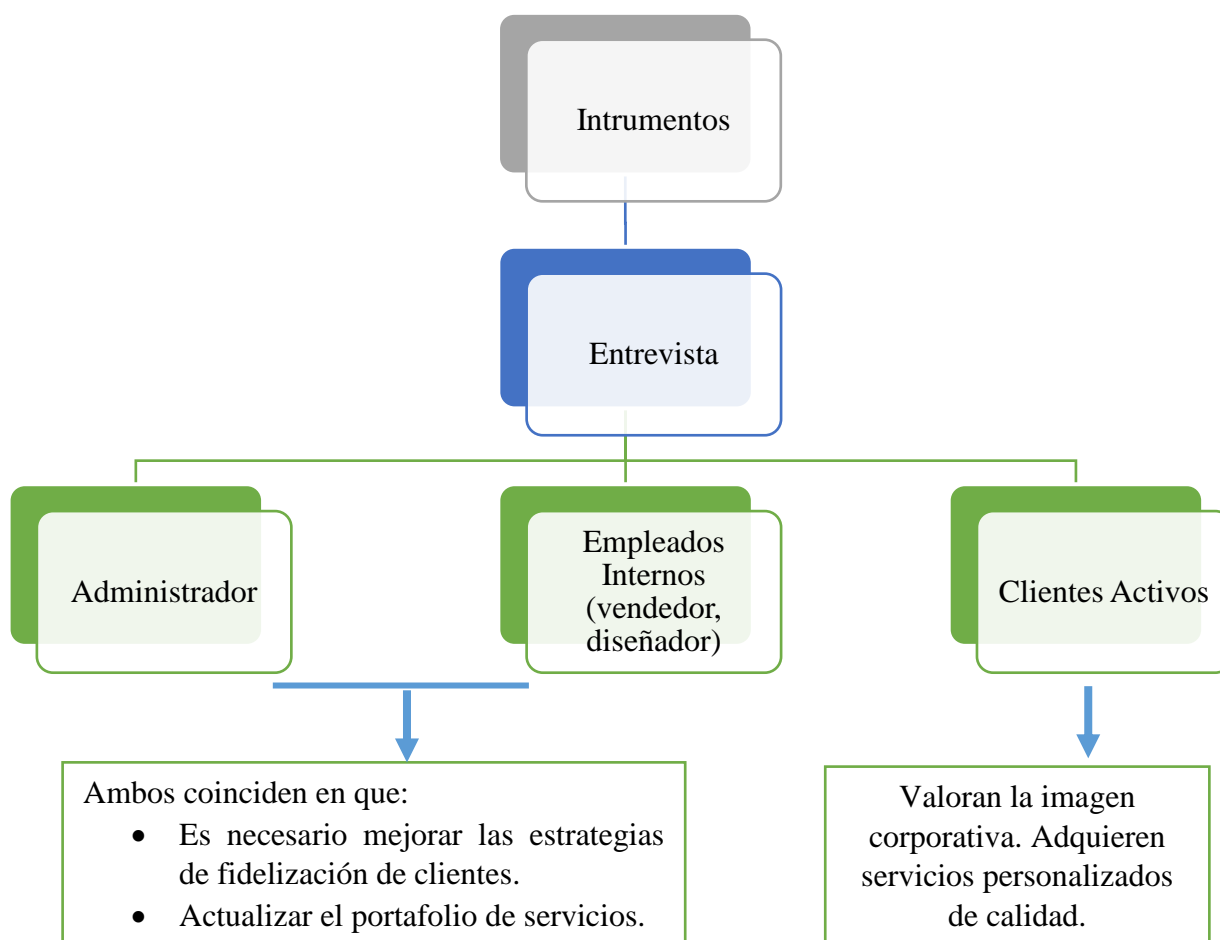 Intrumentos
Entrevista
Administrador
Empleados
Internos
(vendedor,
diseñador)
Clientes Activos
Ambos coinciden en que:
• Es necesario mejorar las estrategias
de fidelización de clientes.
• Actualizar el portafolio de servicios.
Valoran la imagen
corporativa. Adquieren
servicios personalizados
de calidad.